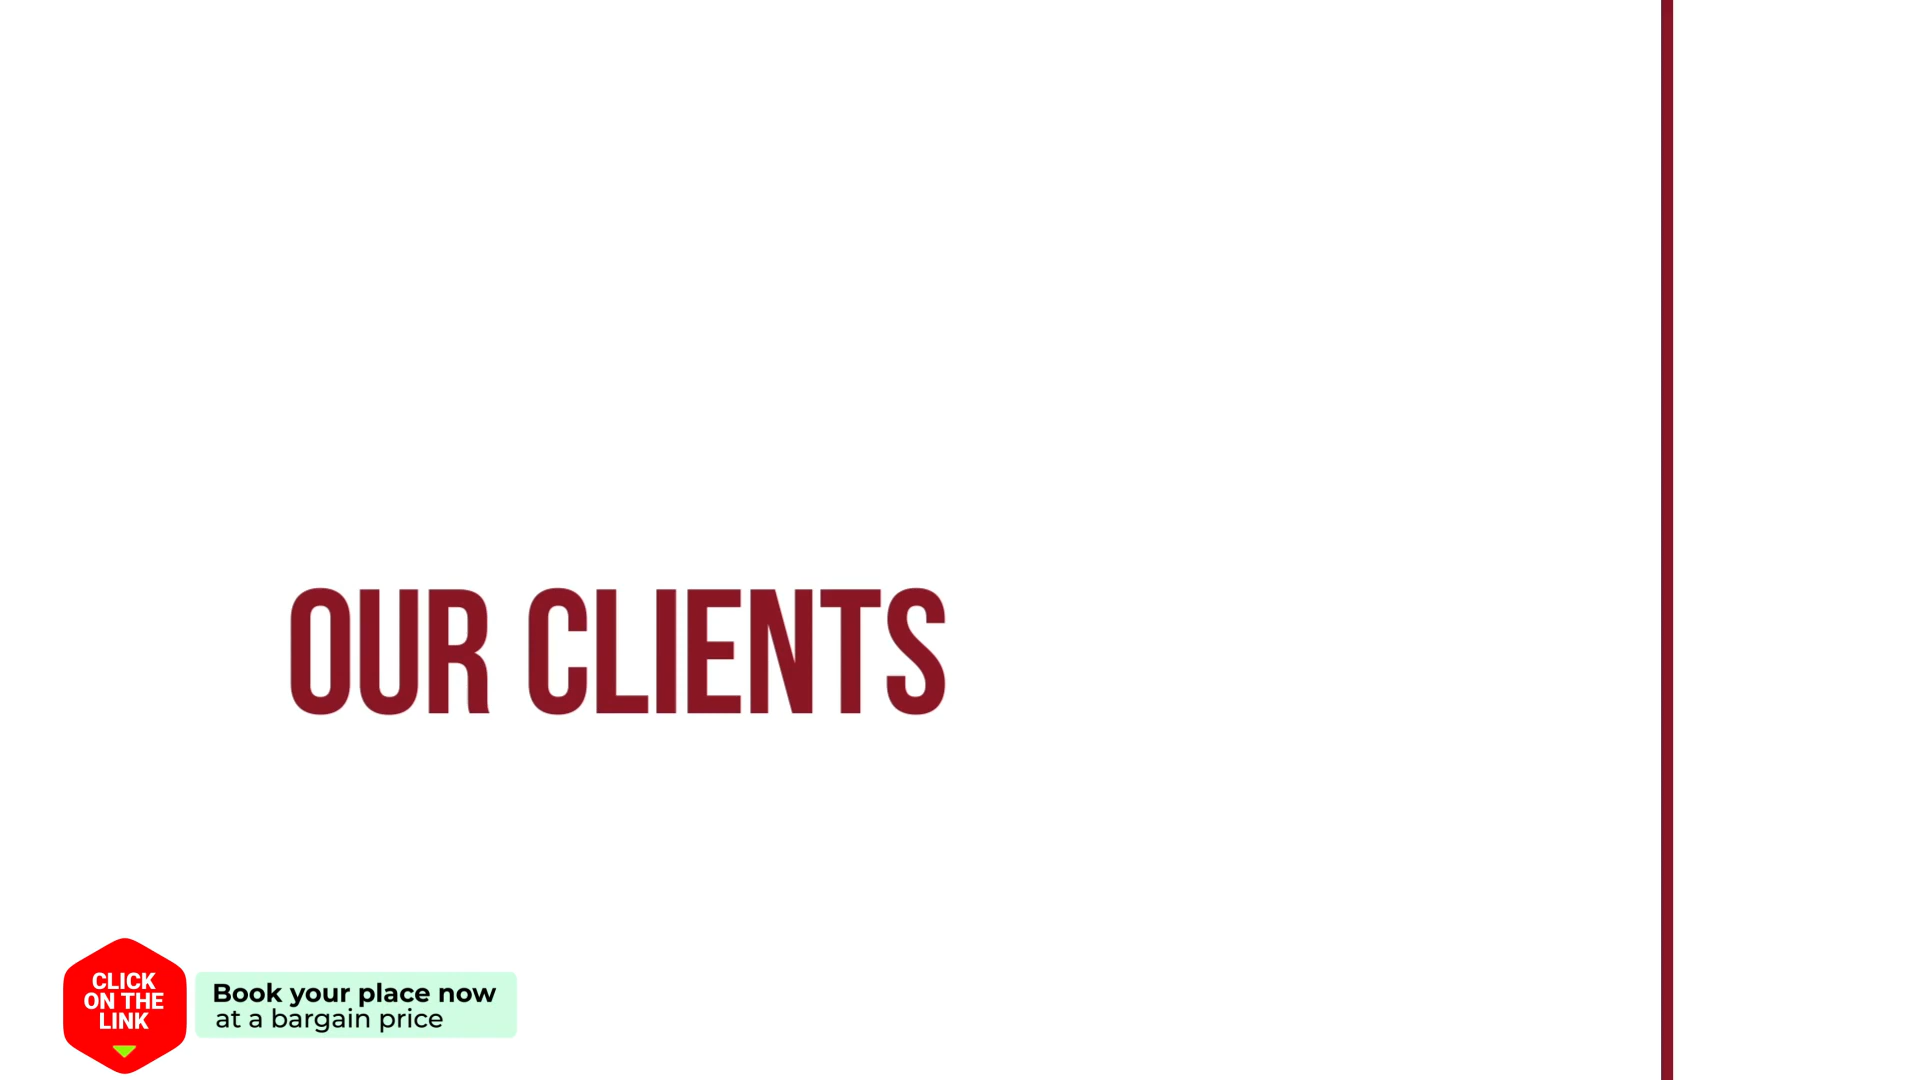 OUR CLIENTS
CLICK
ON THE
LINK
Book your place now
at a bargain price